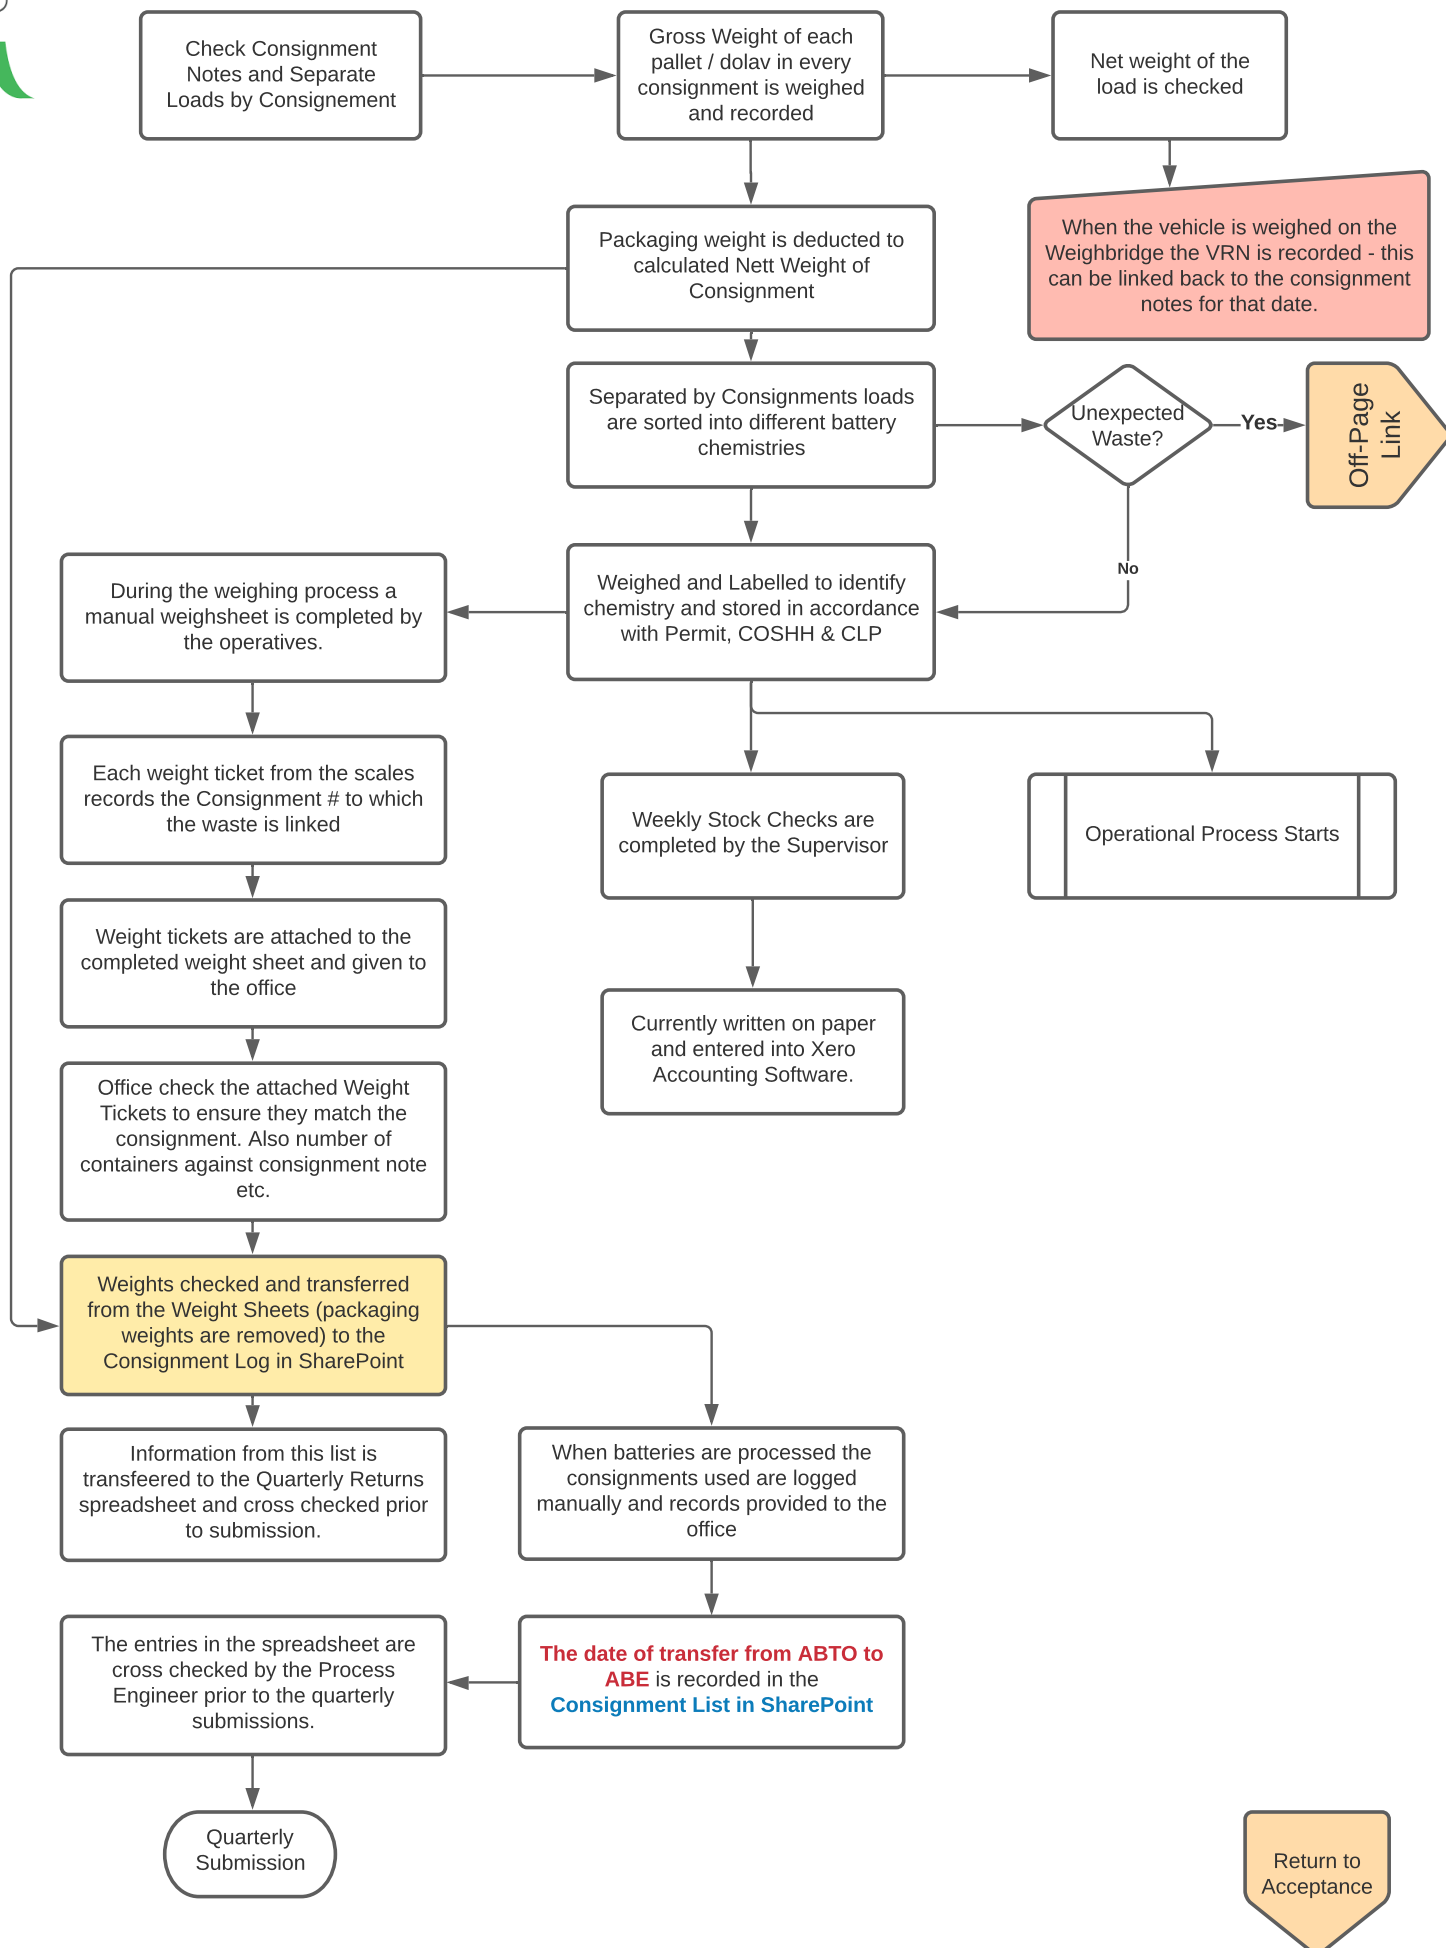 Check Consignment
Notes and Separate
Loads by Consignement
Gross Weight of each
pallet / dolav in every
consignment is weighed
and recorded
Net weight of the
load is checked
When the vehicle is weighed on the
Weighbridge the VRN is recorded - this
can be linked back to the consignment
notes for that date.
Packaging weight is deducted to
calculated Nett Weight of
Consignment
Separated by Consignments loads
are sorted into different battery
chemistries
Unexpected
Waste?
Yes
Off-Page
Link
No
Weighed and Labelled to identify
chemistry and stored in accordance
with Permit, COSHH & CLP
During the weighing process a
manual weighsheet is completed by
the operatives.
Each weight ticket from the scales
records the Consignment # to which
the waste is linked
Weekly Stock Checks are
completed by the Supervisor
Operational Process Starts
Weight tickets are attached to the
completed weight sheet and given to
the office
Currently written on paper
and entered into Xero
Accounting Software.
Office check the attached Weight
Tickets to ensure they match the
consignment. Also number of
containers against consignment note
etc.
Weights checked and transferred
from the Weight Sheets (packaging
weights are removed) to the
Consignment Log in SharePoint
Information from this list is
transfeered to the Quarterly Returns
spreadsheet and cross checked prior
to submission.
When batteries are processed the
consignments used are logged
manually and records provided to the
office
The date of transfer from ABTO to
ABE is recorded in the
Consignment List in SharePoint
The entries in the spreadsheet are
cross checked by the Process
Engineer prior to the quarterly
submissions.
Quarterly
Submission
Return to
Acceptance